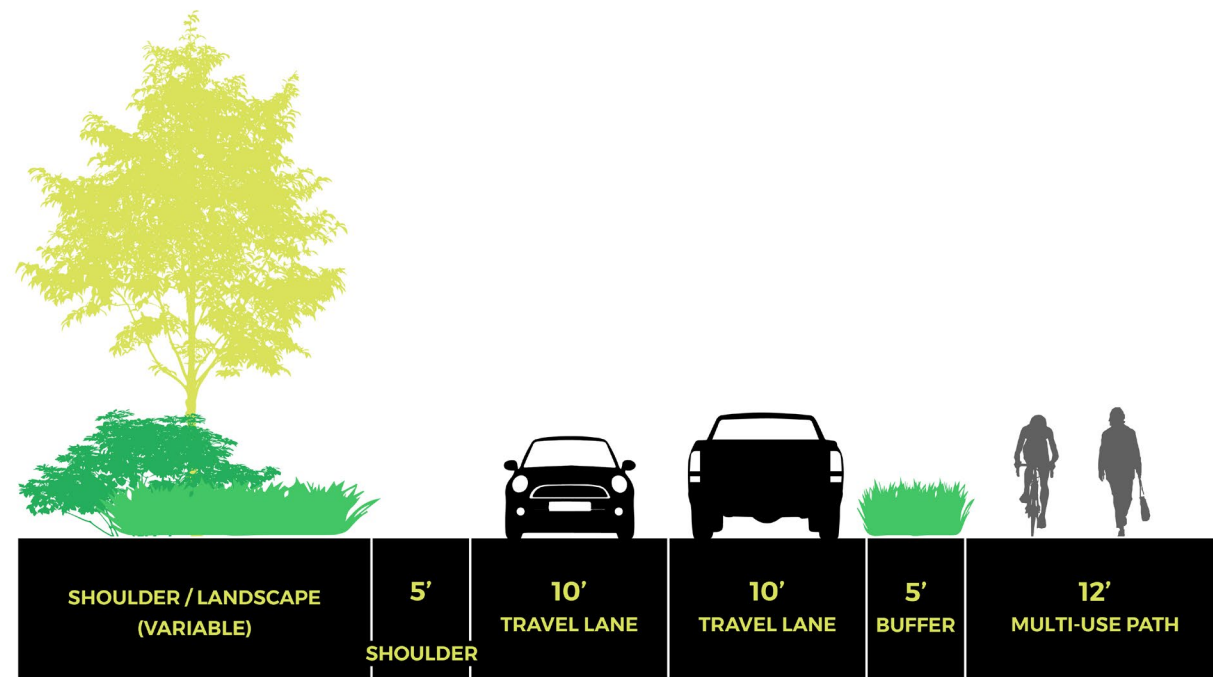 SHOULDER / LANDSCAPE
(VARIABLE)
5’
SHOULDER
10’
TRAVEL LANE
10’
TRAVEL LANE
5’
BUFFER
12’
MULTI-USE PATH